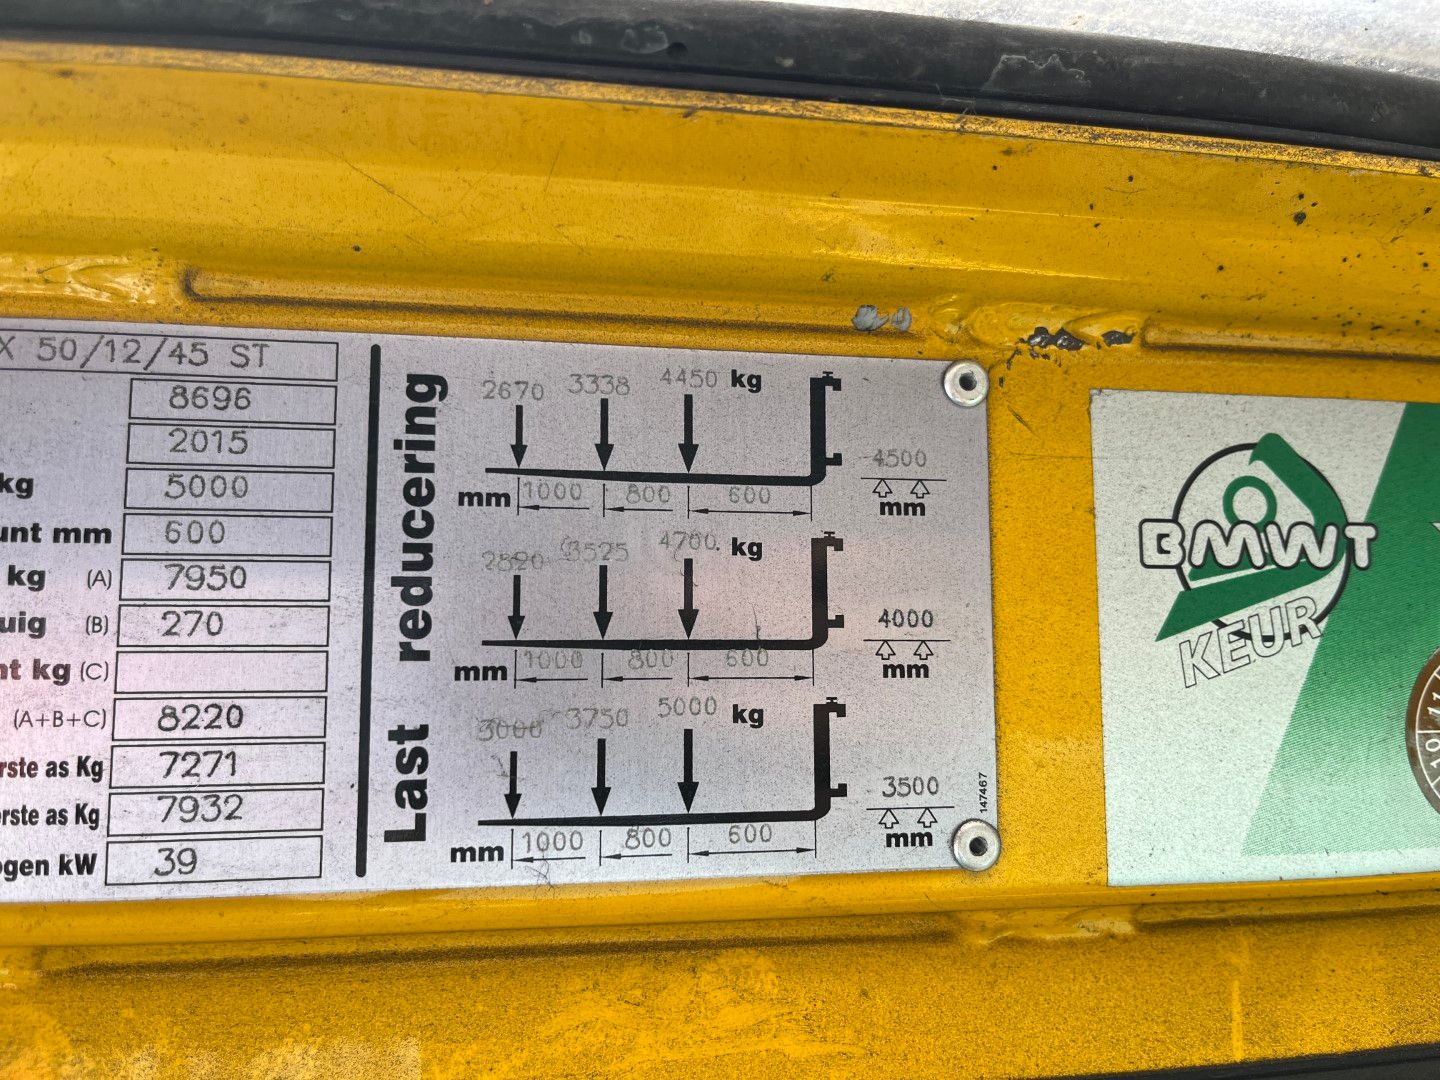 X 50/12/45 ST
8696
2015
kg 5000
unt mm 600
kg (A) 7950
uig (B) 270
nt kg (C)
(A+B+C) 8220
rste as Kg 7271
erste as Kg 7932
ogen kW 39
Last reducering
2670 3338 4450 kg
4500
mm 1000 800 600 mm
2820 3525 4700 kg
4000
mm 1000 800 600 mm
3000 3750 5000 kg
3500
mm 1000 800 600 mm
147467
BMWT
KEUR
10 11